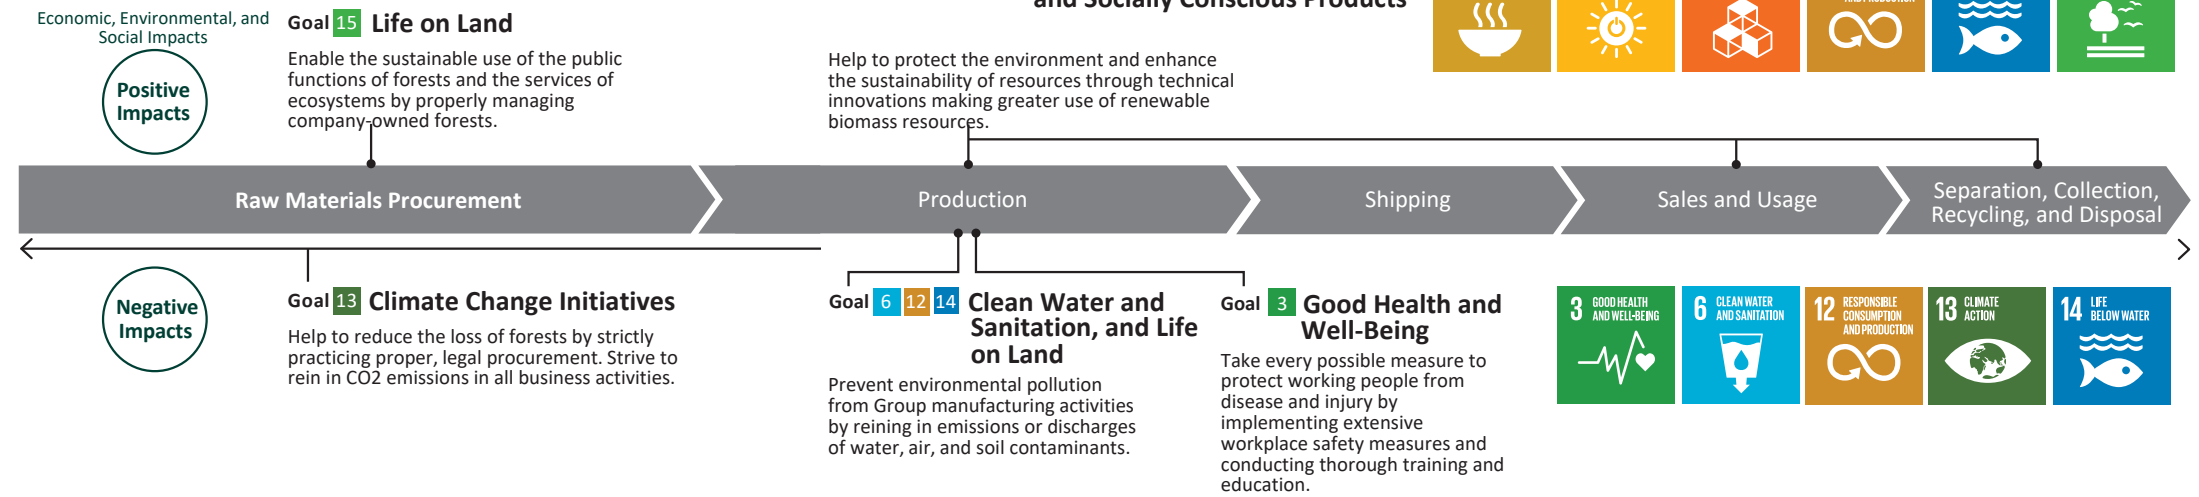 Economic, Environmental, and
Social Impacts
Positive
Impacts
Goal 15 Life on Land
Enable the sustainable use of the public
functions of forests and the services of
ecosystems by properly managing
company-owned forests.
and Socially Conscious Products
Help to protect the environment and enhance
the sustainability of resources through technical
innovations making greater use of renewable
biomass resources.
AND PRODUCTION
Raw Materials Procurement
Production
Shipping
Sales and Usage
Separation, Collection,
Recycling, and Disposal
Negative
Impacts
Goal 13 Climate Change Initiatives
Help to reduce the loss of forests by strictly
practicing proper, legal procurement. Strive to
rein in CO2 emissions in all business activities.
Goal 6 12 14 Clean Water and
Sanitation, and Life
on Land
Prevent environmental pollution
from Group manufacturing activities
by reining in emissions or discharges
of water, air, and soil contaminants.
Goal 3 Good Health and
Well-Being
Take every possible measure to
protect working people from
disease and injury by
implementing extensive
workplace safety measures and
conducting thorough training and
education.
3 GOOD HEALTH
AND WELL-BEING
6 CLEAN WATER
AND SANITATION
12 RESPONSIBLE
CONSUMPTION
AND PRODUCTION
13 CLIMATE
ACTION
14 LIFE
BELOW WATER